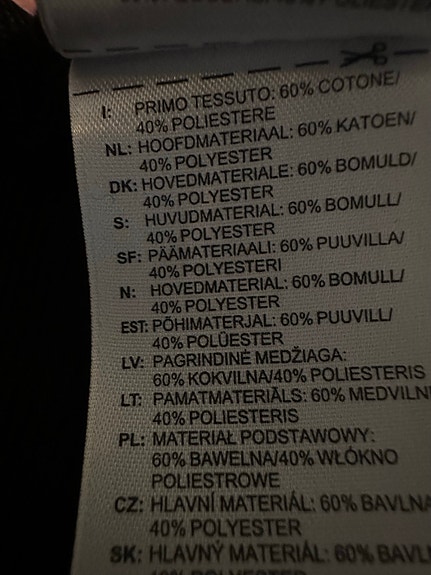 I: PRIMO TESSUTO: 60% COTONE/
40% POLIESTERE
NL: HOOFDMATERIAAL: 60% KATOEN/
40% POLYESTER
DK: HOVEDMATERIALE: 60% BOMULD/
40% POLYESTER
S: HUVUDMATERIAL: 60% BOMULL/
40% POLYESTER
SF: PÄÄMATERIAALI: 60% PUUVILLA/
40% POLYESTERI
N: HOVEDMATERIAL: 60% BOMULL/
40% POLYESTER
EST: PÕHIMATERJAL: 60% PUUVILL/
40% POLÜESTER
LV: PAGRINDINĖ MEDŽIAGA:
60% KOKVILNA/40% POLIESTERIS
LT: PAMATMATERIĀLS: 60% MEDVILN
40% POLIESTERIS
PL: MATERIAŁ PODSTAWOWY:
60% BAWEŁNA/40% WŁÓKNO
POLIESTROWE
CZ: HLAVNÍ MATERIÁL: 60% BAVLNA
40% POLYESTER
SK: HLAVNÝ MATERIÁL: 60% BAVL